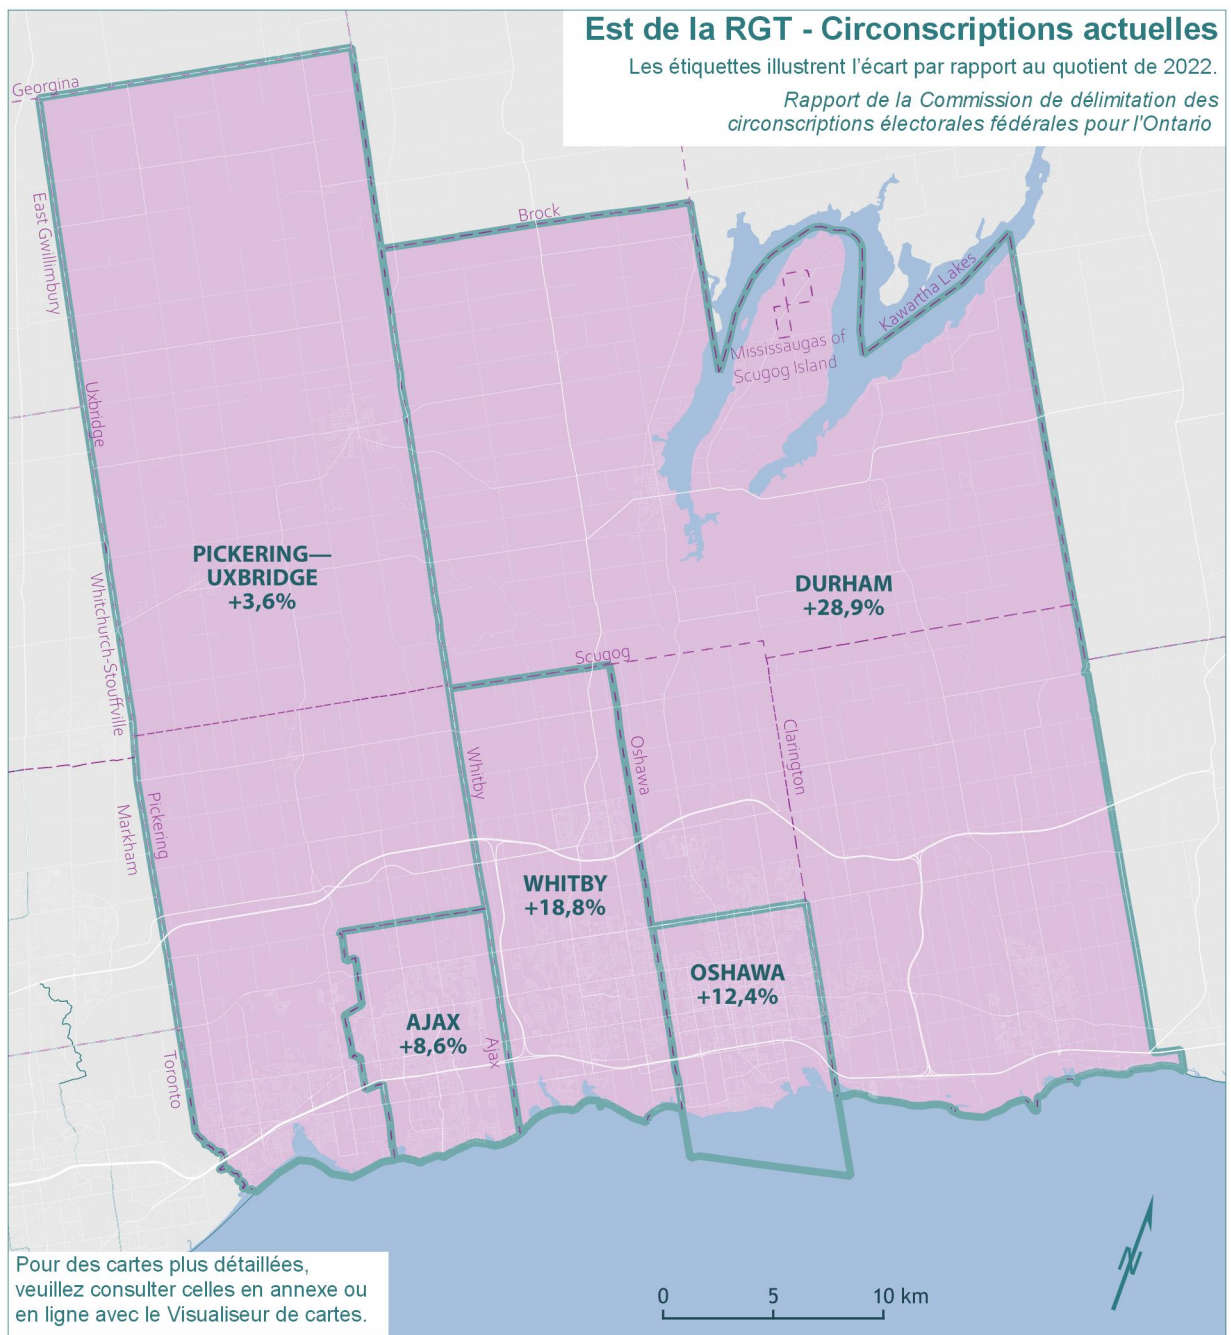 Est de la RGT - Circonscriptions actuelles
Les étiquettes illustrent l'écart par rapport au quotient de 2022.
Rapport de la Commission de délimitation des
circonscriptions électorales fédérales pour l'Ontario
Georgina
East Gwillimbury
Brock
Kawartha Lakes
Mississaugas of
Scugog Island
Uxbridge
PICKERING—
UXBRIDGE
+3,6%
DURHAM
+28,9%
Whitchurch-Stouffville
Scugog
Whitby
Oshawa
Clarington
Pickering
Markham
WHITBY
+18,8%
OSHAWA
+12,4%
AJAX
+8,6%
Ajax
Toronto
Pour des cartes plus détaillées,
veuillez consulter celles en annexe ou
en ligne avec le Visualiseur de cartes.
0 5 10 km
N